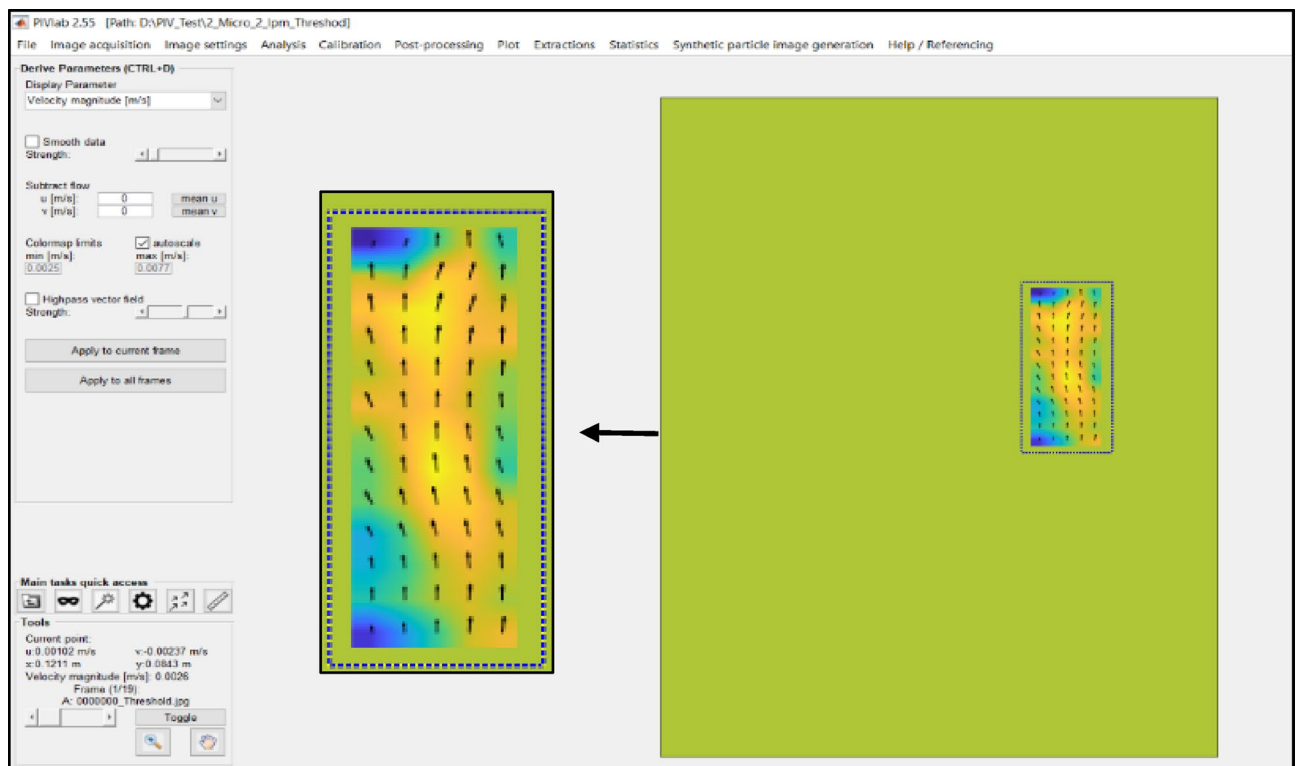 PIVlab 2.55 [Path: D:\PIV_Test\2_Micro_2_lpm_Threshod]
File Image acquisition Image settings Analysis Calibration Post-processing Plot Extractions Statistics Synthetic particle image generation Help / Referencing
Derive Parameters (CTRL+D)
Display Parameter
Velocity magnitude [m/s]
Smooth data
Strength:
Subtract flow
u [m/s]: 0 mean u
v [m/s]: 0 mean v
Colormap limits autoscale
min [m/s]: max [m/s]:
0.0025 0.0077
Highpass vector field
Strength:
Apply to current frame
Apply to all frames
Main tasks quick access
Tools
Current point:
u:0.00102 m/s v:-0.00237 m/s
x:0.1211 m y:0.0843 m
Velocity magnitude [m/s]: 0.0026
Frame (1/19)
A: 0000000_Threshold.jpg
Toggle